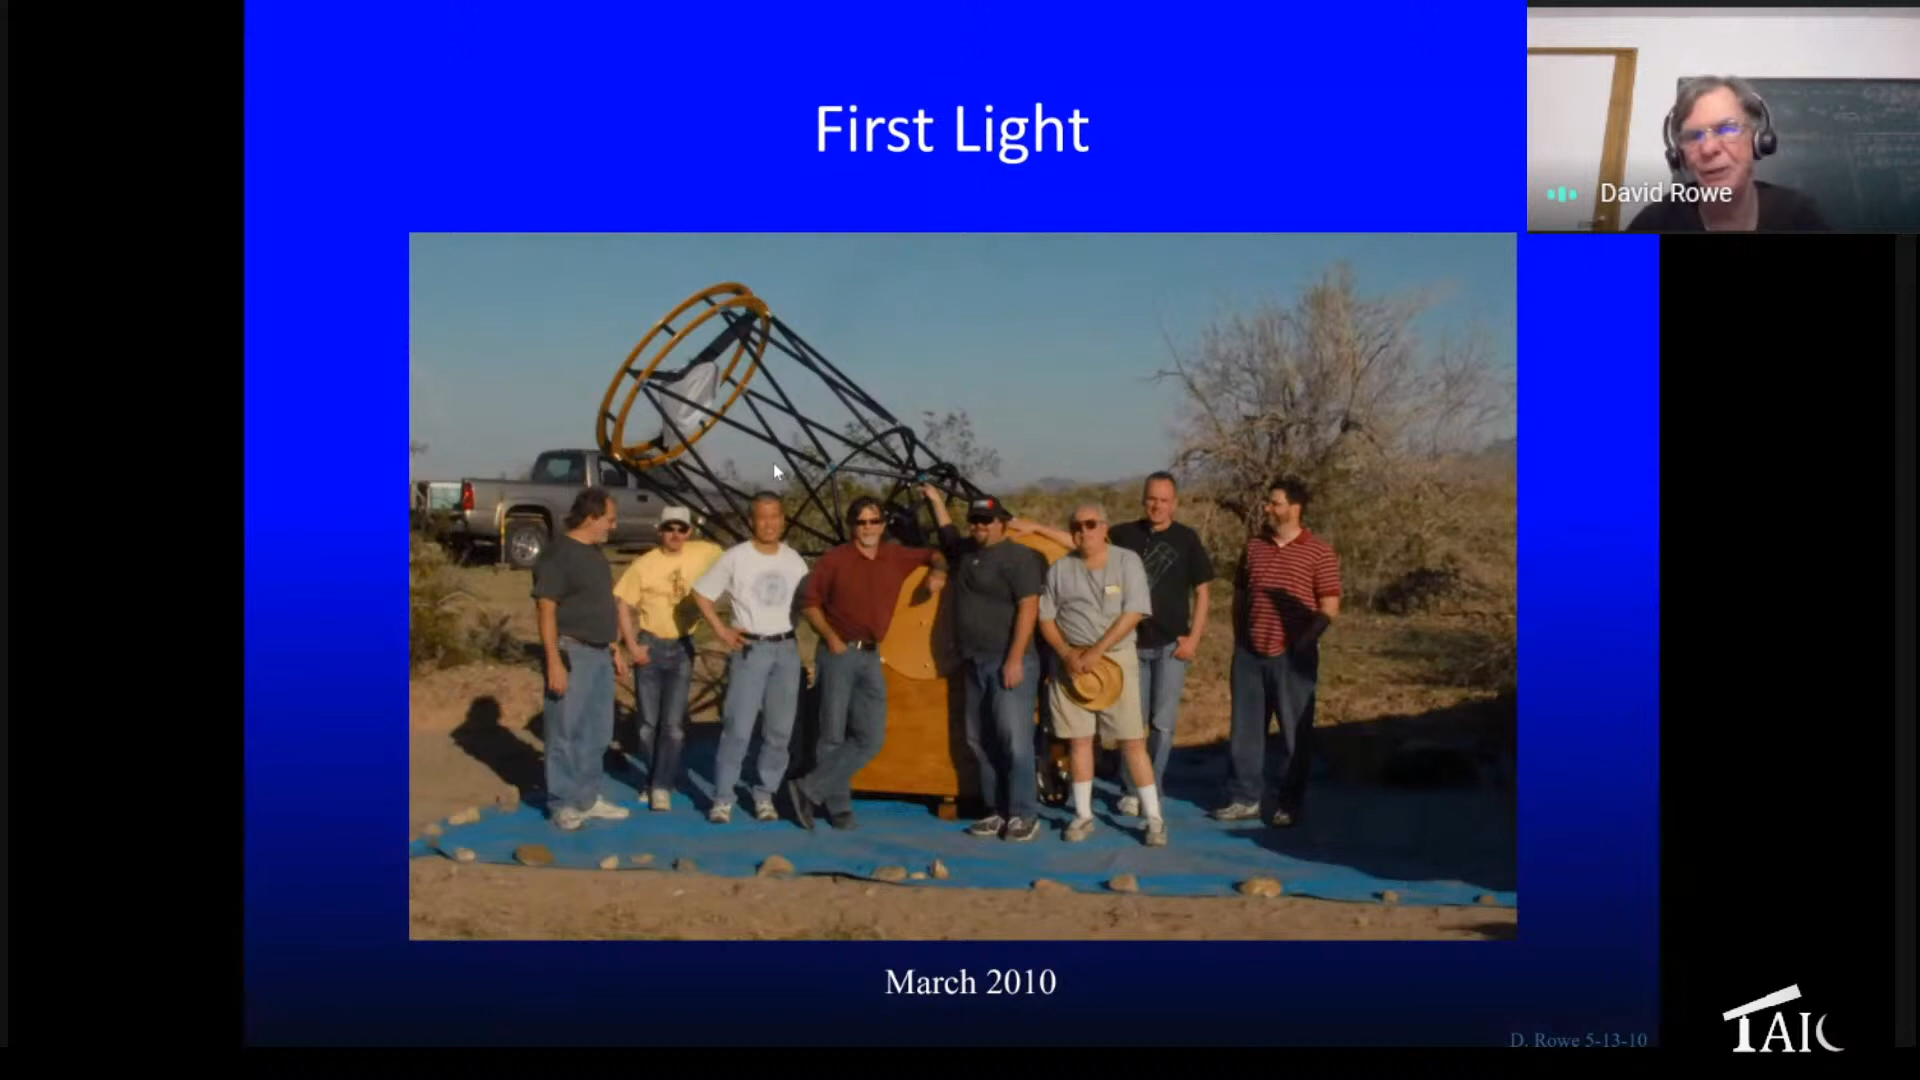 First Light
David Rowe
March 2010
D. Rowe 5-13-10
TAIC